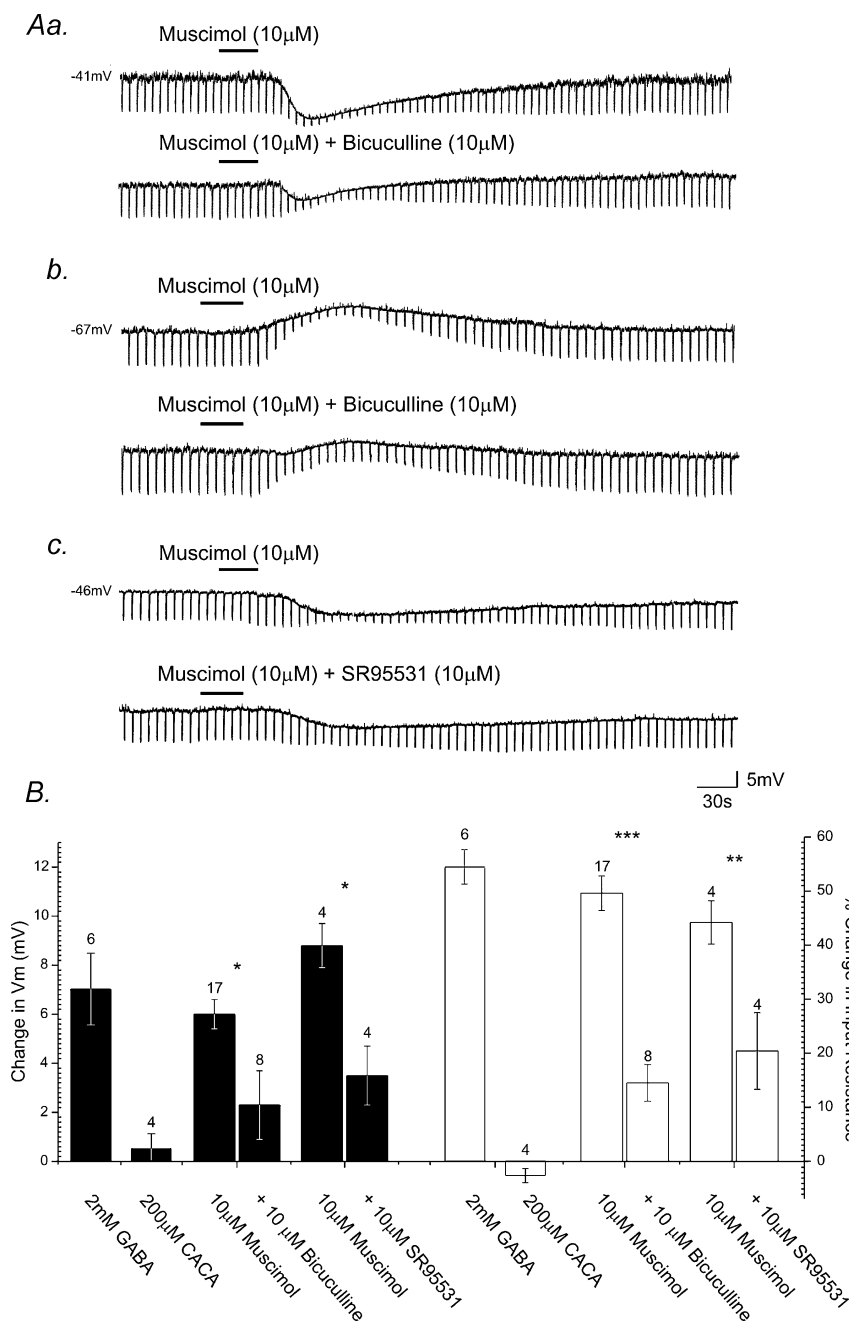 Aa.
Muscimol (10µM)
-41mV
Muscimol (10µM) + Bicuculline (10µM)
b.
Muscimol (10µM)
-67mV
Muscimol (10µM) + Bicuculline (10µM)
c.
Muscimol (10µM)
-46mV
Muscimol (10µM) + SR95531 (10µM)
5mV
30s
B.
Change in Vm (mV)
12
10
8
6
4
2
0
6
4
17
8
4
4
*
*
6
4
17
8
4
4
***
**
60
50
40
30
20
10
0
% Change in Input Resistance
2mM GABA
200µM CACA
10µM Muscimol
+ 10 µM Bicuculline
10µM Muscimol
+ 10µM SR95531
2mM GABA
200µM CACA
10µM Muscimol
+ 10 µM Bicuculline
10µM Muscimol
+ 10µM SR95531